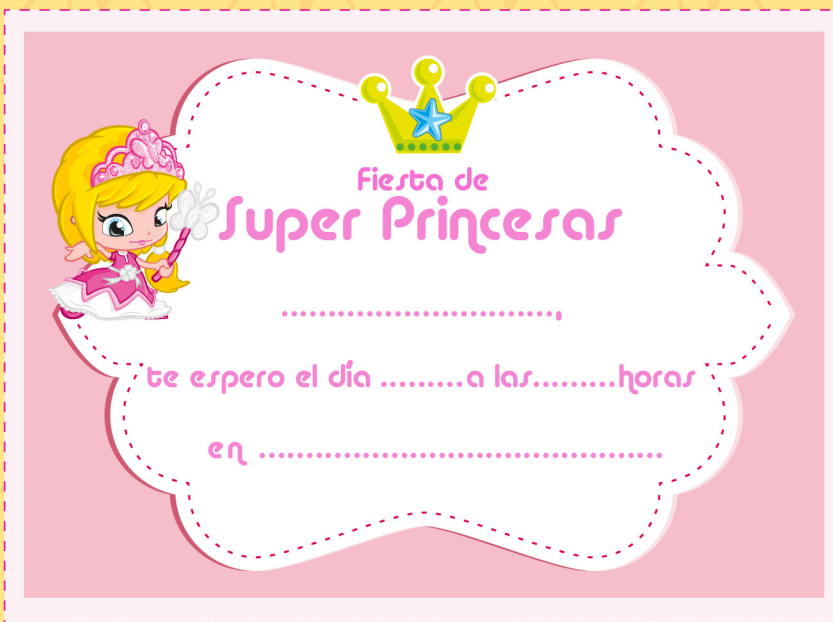 Fiesta de
Super Princesas
..............................,
te espero el día .........a las.........horas
en ...........................................